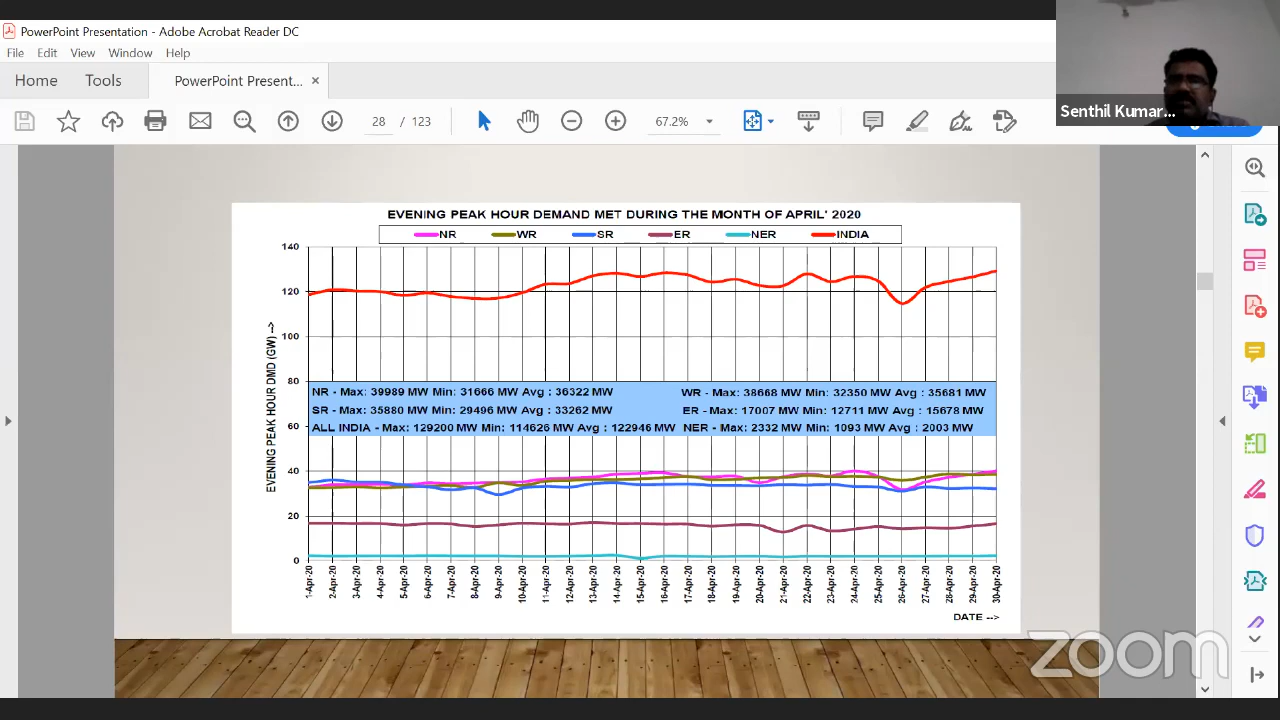 PowerPoint Presentation - Adobe Acrobat Reader DC
File Edit View Window Help
Home Tools PowerPoint Present... ×
28 / 123 67.2%
Senthil Kumar...
EVENING PEAK HOUR DEMAND MET DURING THE MONTH OF APRIL' 2020
NR WR SR ER NER INDIA
140
120
100
80
60
40
20
0
EVENING PEAK HOUR DMD (GW) -->
NR - Max: 39989 MW Min: 31666 MW Avg : 36322 MW
WR - Max: 38668 MW Min: 32350 MW Avg : 35681 MW
SR - Max: 35880 MW Min: 29496 MW Avg : 33262 MW
ER - Max: 17007 MW Min: 12711 MW Avg : 15678 MW
ALL INDIA - Max: 129200 MW Min: 114626 MW Avg : 122946 MW
NER - Max: 2332 MW Min: 1093 MW Avg : 2003 MW
1-Apr-20
2-Apr-20
3-Apr-20
4-Apr-20
5-Apr-20
6-Apr-20
7-Apr-20
8-Apr-20
9-Apr-20
10-Apr-20
11-Apr-20
12-Apr-20
13-Apr-20
14-Apr-20
15-Apr-20
16-Apr-20
17-Apr-20
18-Apr-20
19-Apr-20
20-Apr-20
21-Apr-20
22-Apr-20
23-Apr-20
24-Apr-20
25-Apr-20
26-Apr-20
27-Apr-20
28-Apr-20
29-Apr-20
30-Apr-20
DATE -->
zoom